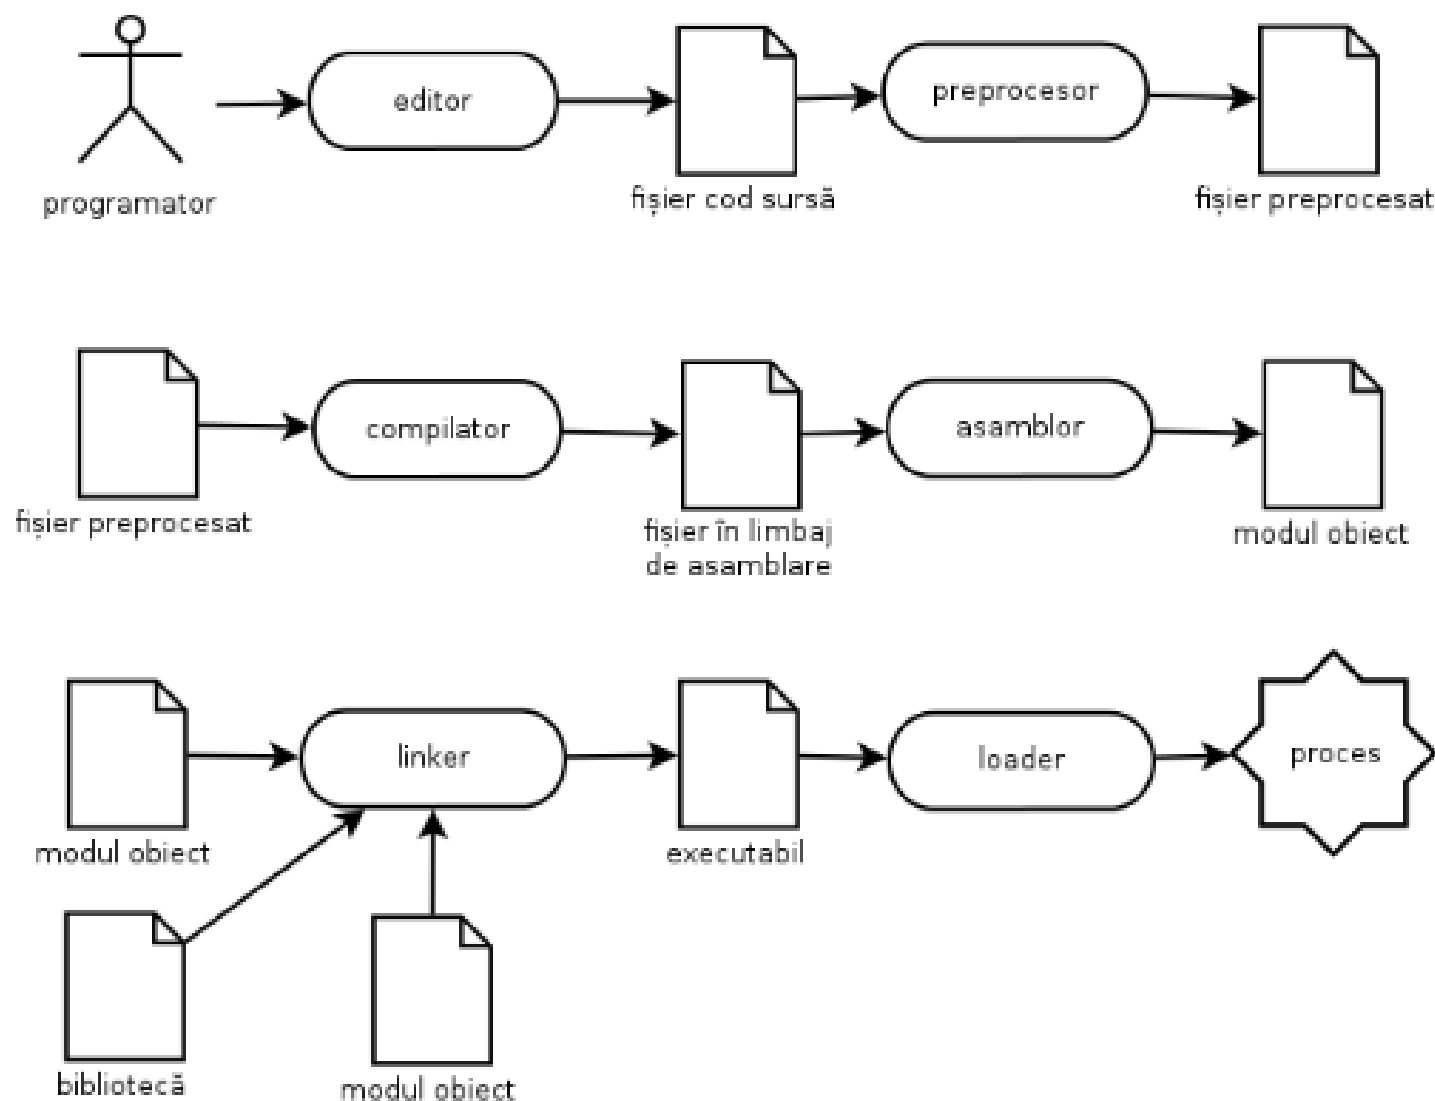 editor
preprocesor
programator
fișier cod sursă
fișier preprocesat
compilator
asamblor
fișier preprocesat
fișier în limbaj
de asamblare
modul obiect
linker
loader
proces
modul obiect
executabil
bibliotecă
modul obiect